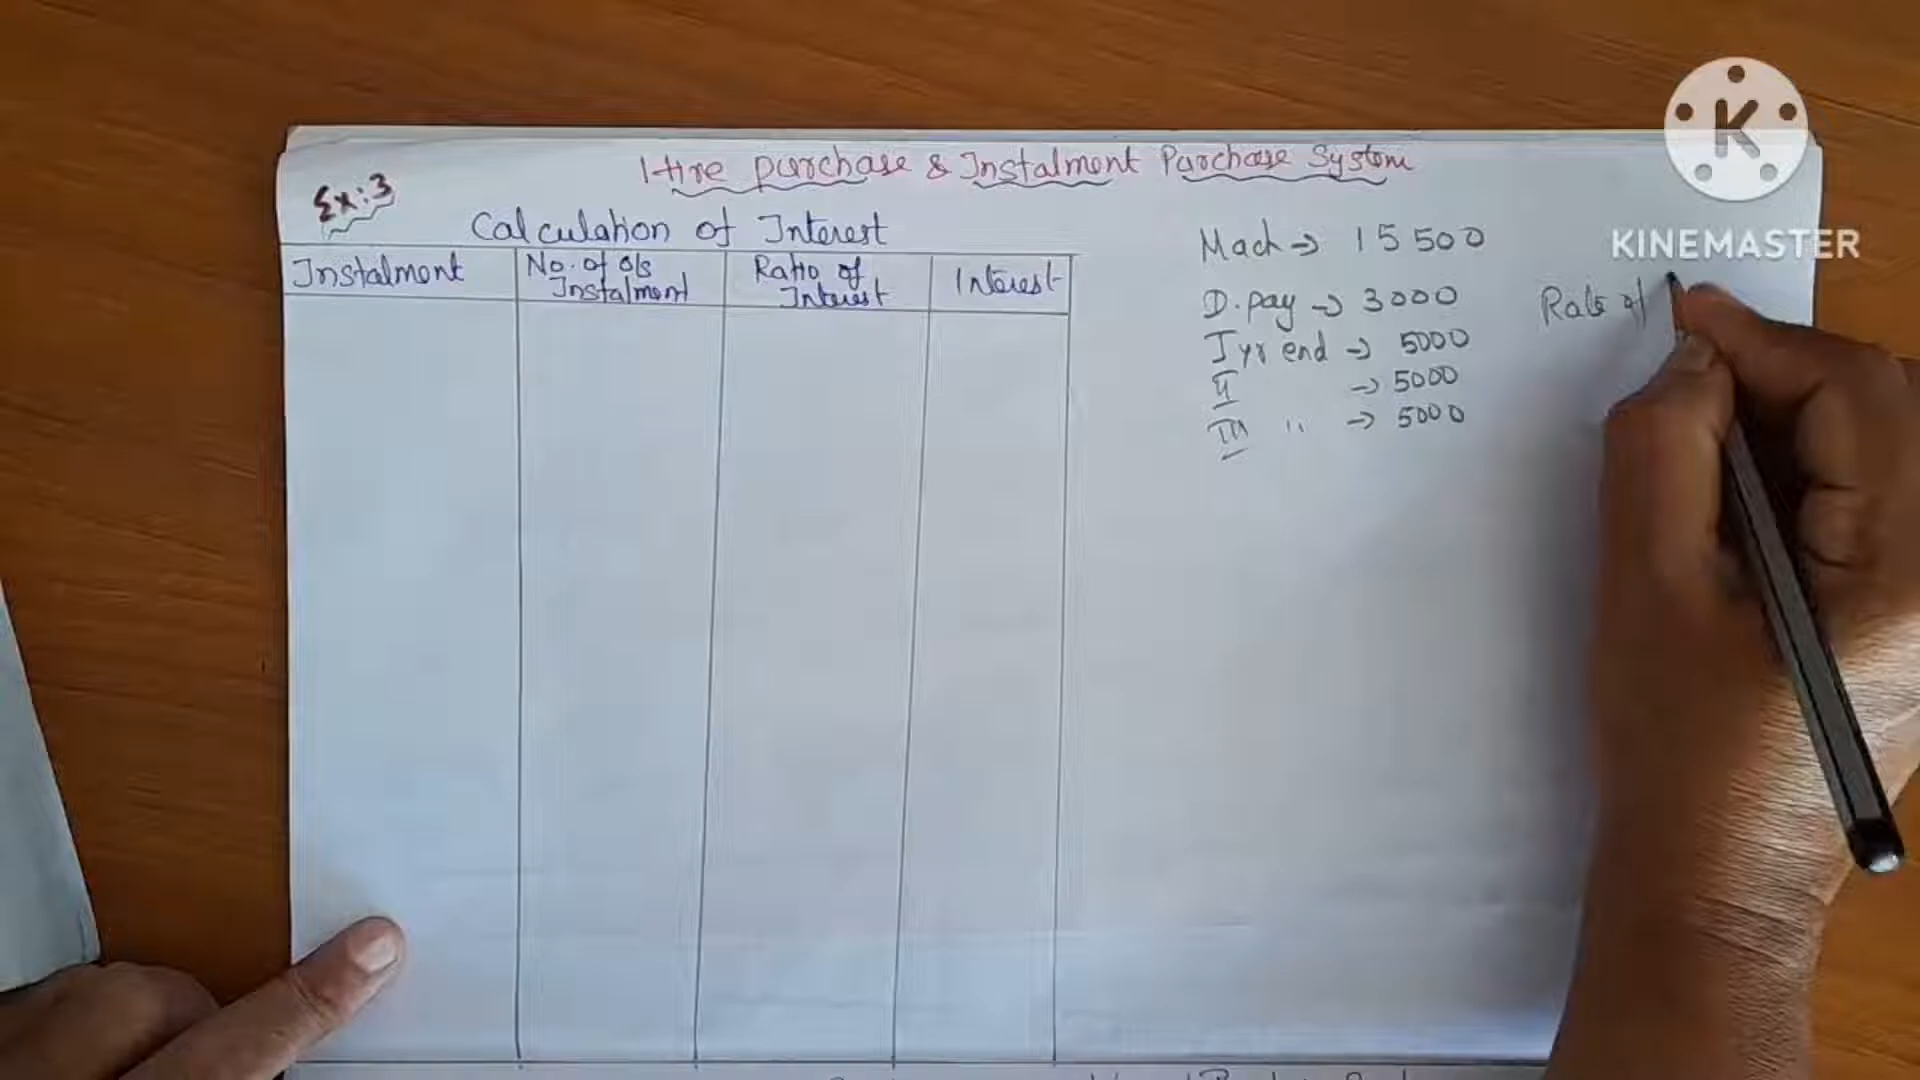 Hire purchase & Instalment Purchase System
Ex:3
Calculation of Interest
Instalment
No. of o/s Instalment
Ratio of Interest
Interest
Mach → 15500
D. pay → 3000
I yr end → 5000
II → 5000
III " → 5000
Rate of
K
KINEMASTER